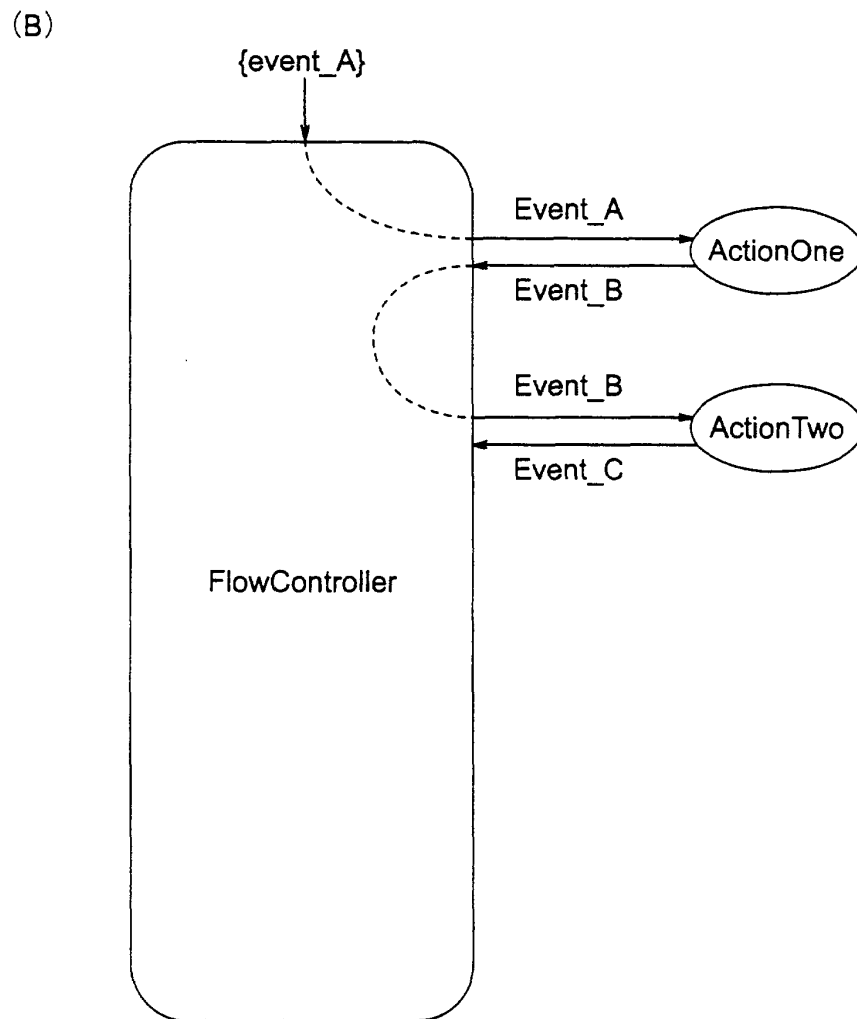 (B)
{event_A}
Event_A
ActionOne
Event_B
Event_B
ActionTwo
Event_C
FlowController